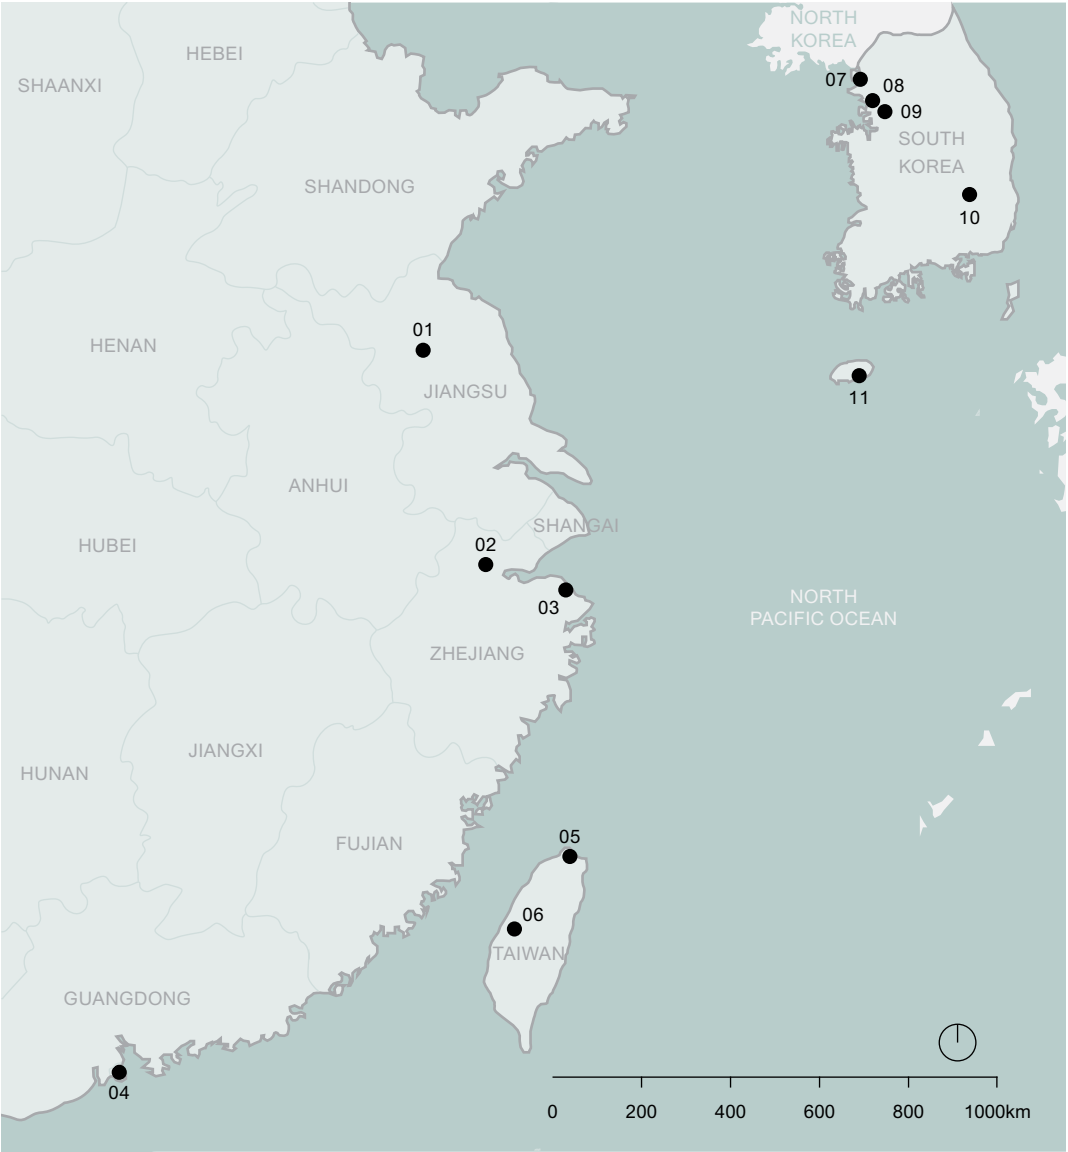 NORTH
KOREA
HEBEI
SHAANXI
07
08
09
SOUTH
KOREA
SHANDONG
10
01
HENAN
JIANGSU
11
ANHUI
SHANGAI
HUBEI
02
03
NORTH
PACIFIC OCEAN
ZHEJIANG
JIANGXI
HUNAN
FUJIAN
05
06
TAIWAN
GUANGDONG
04
0 200 400 600 800 1000km